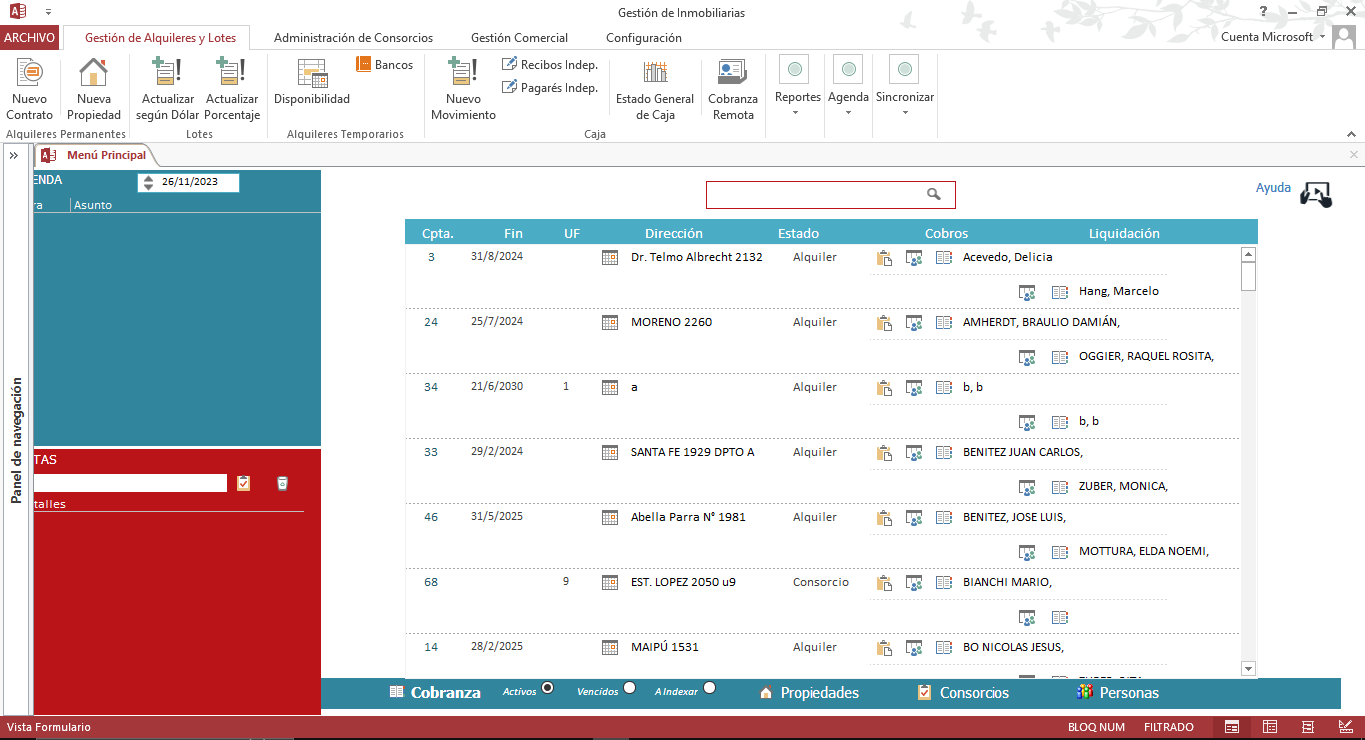 Gestión de Inmobiliarias
ARCHIVO Gestión de Alquileres y Lotes Administración de Consorcios Gestión Comercial Configuración Cuenta Microsoft
Nuevo Contrato
Nueva Propiedad
Alquileres Permanentes
Actualizar según Dólar
Actualizar Porcentaje
Lotes
Disponibilidad
Bancos
Alquileres Temporarios
Nuevo Movimiento
Recibos Indep.
Pagarés Indep.
Estado General de Caja
Cobranza Remota
Caja
Reportes
Agenda
Sincronizar
» Menú Principal
Panel de navegación
ENDA 26/11/2023
ra Asunto
TAS
talles
Ayuda
Cpta. Fin UF Dirección Estado Cobros Liquidación
3 31/8/2024 Dr. Telmo Albrecht 2132 Alquiler Acevedo, Delicia
Hang, Marcelo
24 25/7/2024 MORENO 2260 Alquiler AMHERDT, BRAULIO DAMIÁN,
OGGIER, RAQUEL ROSITA,
34 21/6/2030 1 a Alquiler b, b
b, b
33 29/2/2024 SANTA FE 1929 DPTO A Alquiler BENITEZ JUAN CARLOS,
ZUBER, MONICA,
46 31/5/2025 Abella Parra N° 1981 Alquiler BENITEZ, JOSE LUIS,
MOTTURA, ELDA NOEMI,
68 9 EST. LOPEZ 2050 u9 Consorcio BIANCHI MARIO,
14 28/2/2025 MAIPÚ 1531 Alquiler BO NICOLAS JESUS,
Cobranza Activos Vencidos A Indexar Propiedades Consorcios Personas
Vista Formulario BLOQ NUM FILTRADO